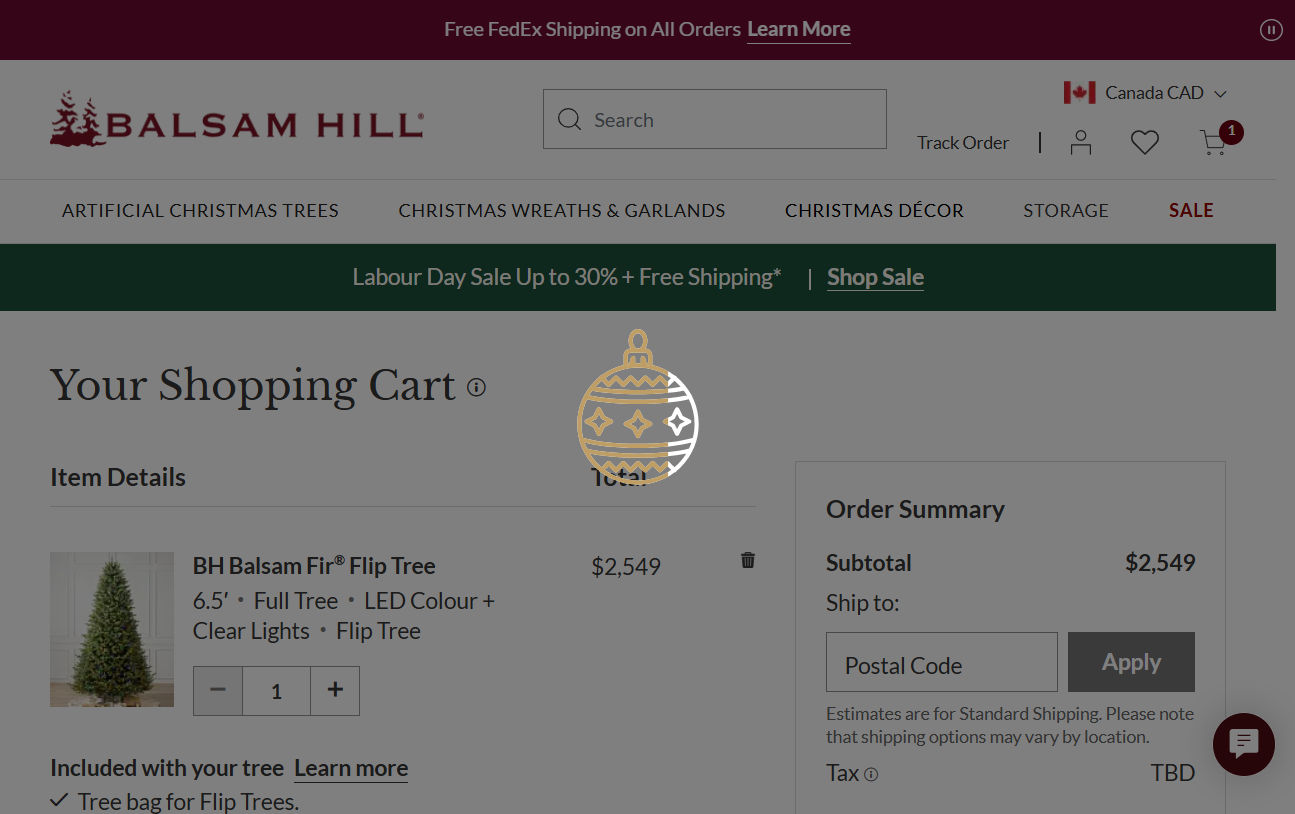 Free FedEx Shipping on All Orders Learn More
BALSAM HILL®
Search
Canada CAD
Track Order
1
ARTIFICIAL CHRISTMAS TREES
CHRISTMAS WREATHS & GARLANDS
CHRISTMAS DÉCOR
STORAGE
SALE
Labour Day Sale Up to 30% + Free Shipping* | Shop Sale
Your Shopping Cart
Item Details
Total
BH Balsam Fir® Flip Tree
6.5′ • Full Tree • LED Colour +
Clear Lights • Flip Tree
$2,549
− 1 +
Included with your tree Learn more
Tree bag for Flip Trees.
Order Summary
Subtotal $2,549
Ship to:
Postal Code
Apply
Estimates are for Standard Shipping. Please note
that shipping options may vary by location.
Tax TBD